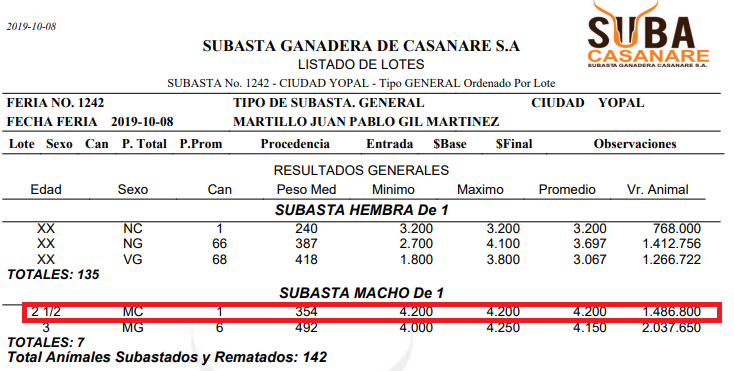 2019-10-08
SUBA
CASANARE
SUBASTA GANADERA CASANARE S.A.
SUBASTA GANADERA DE CASANARE S.A
LISTADO DE LOTES
SUBASTA No. 1242 - CIUDAD YOPAL - Tipo GENERAL Ordenado Por Lote
FERIA NO. 1242 TIPO DE SUBASTA. GENERAL CIUDAD YOPAL
FECHA FERIA 2019-10-08 MARTILLO JUAN PABLO GIL MARTINEZ
Lote Sexo Can P. Total P.Prom Procedencia Entrada $Base $Final Observaciones
RESULTADOS GENERALES
Edad Sexo Can Peso Med Minimo Maximo Promedio Vr. Animal
SUBASTA HEMBRA De 1
XX NC 1 240 3.200 3.200 3.200 768.000
XX NG 66 387 2.700 4.100 3.697 1.412.756
XX VG 68 418 1.800 3.800 3.067 1.266.722
TOTALES: 135
SUBASTA MACHO De 1
2 1/2 MC 1 354 4.200 4.200 4.200 1.486.800
3 MG 6 492 4.000 4.250 4.150 2.037.650
TOTALES: 7
Total Anímales Subastados y Rematados: 142